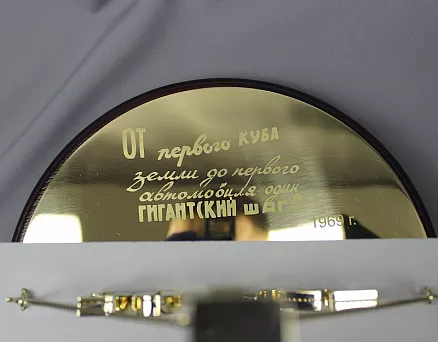 ОТ первого КУБА
земли до первого
автомобиля один
ГИГАНТСКИЙ шаг
1969 г.